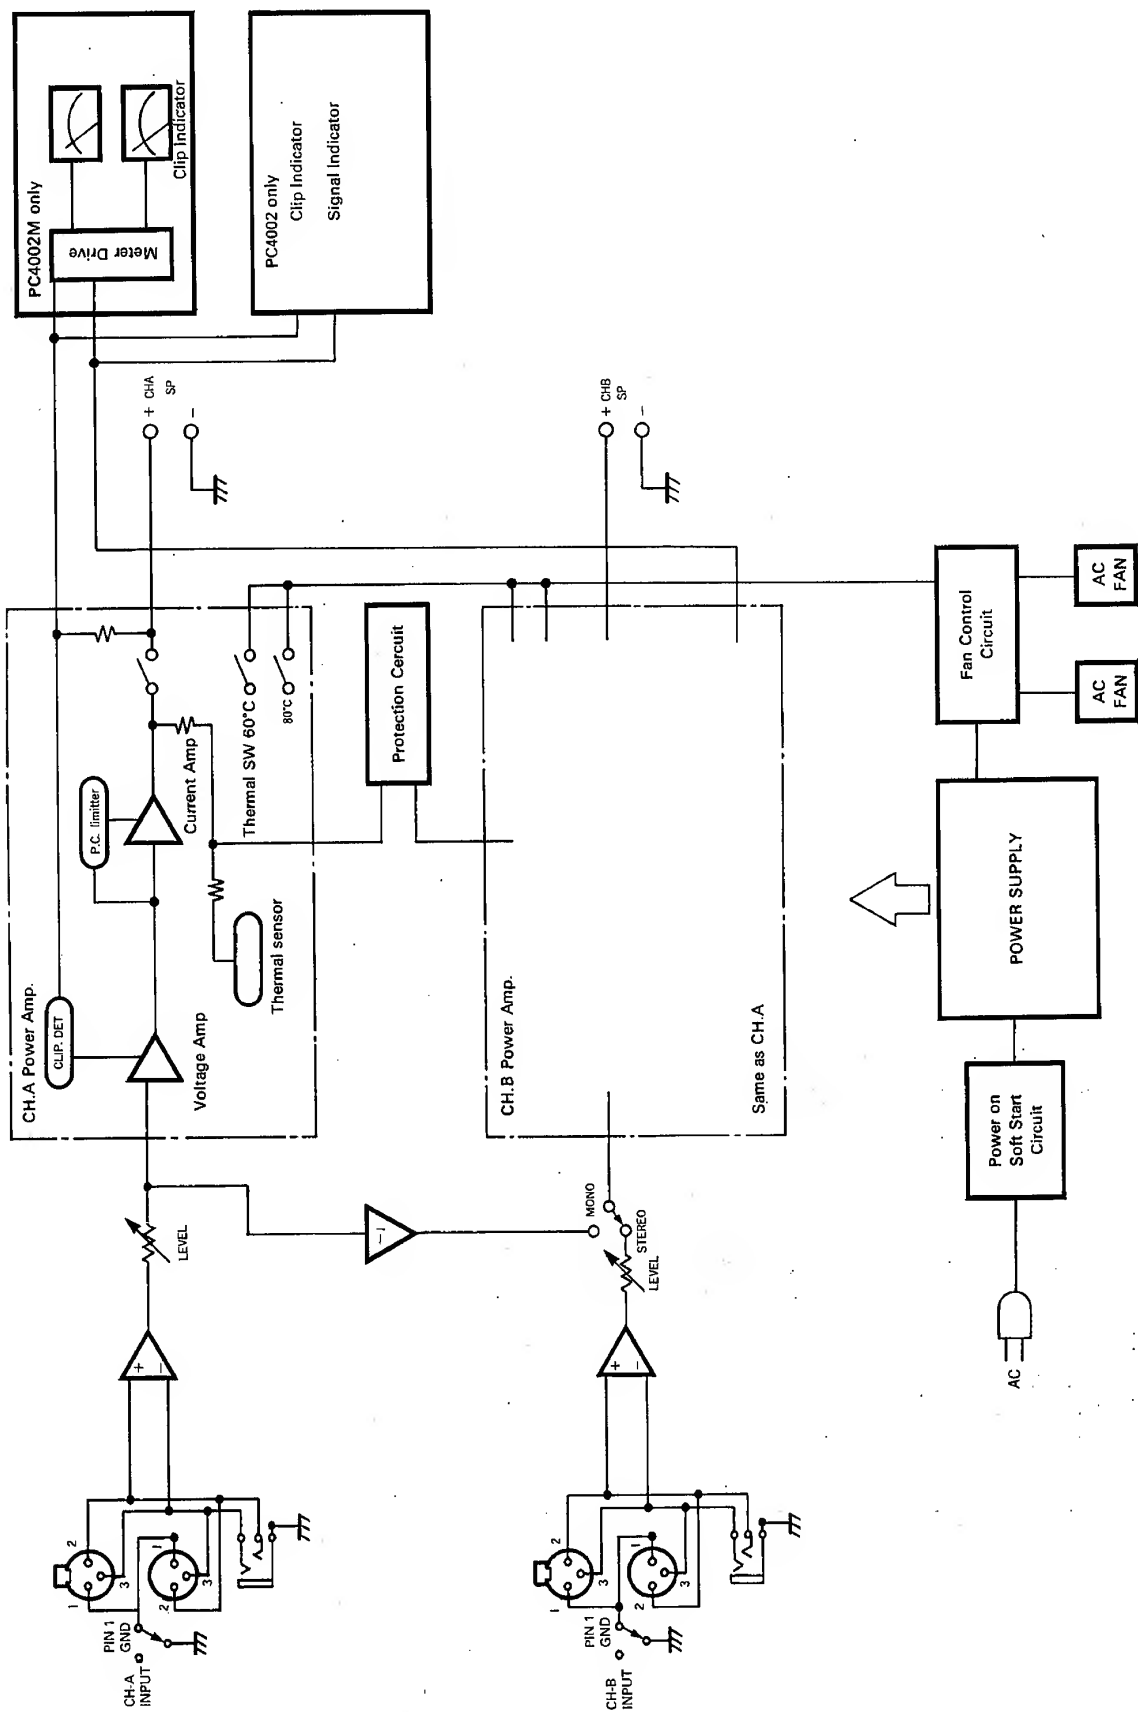 CH-A
INPUT
PIN 1
GND
1
2
3
2
1
3
+
−
LEVEL
CH.A Power Amp.
CLIP. DET
Voltage Amp
P.C. limitter
Current Amp
Thermal sensor
Thermal SW 60°C
80°C
+ CHA
SP
−
PC4002M only
Meter Drive
Clip Indicator
PC4002 only
Clip Indicator
Signal Indicator
−1
MONO
STEREO
LEVEL
Protection Cercuit
CH-B
INPUT
PIN 1
GND
1
2
3
2
1
3
+
−
CH.B Power Amp.
Same as CH.A
+ CHB
SP
−
AC
Power on
Soft Start
Circuit
POWER SUPPLY
Fan Control
Circuit
AC
FAN
AC
FAN